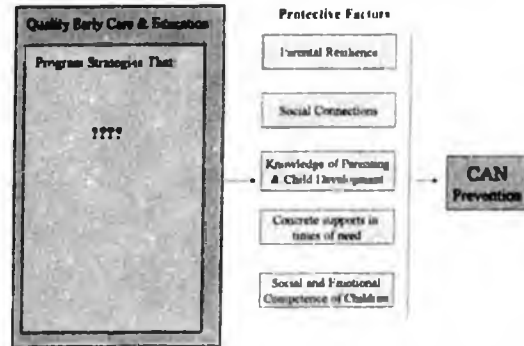 Quality Early Care & Education
Program Strategies That
????
Protective Factors
Parental Resilience
Social Connections
Knowledge of Parenting
& Child Development
Concrete supports in
times of need
Social and Emotional
Competence of Children
CAN
Prevention